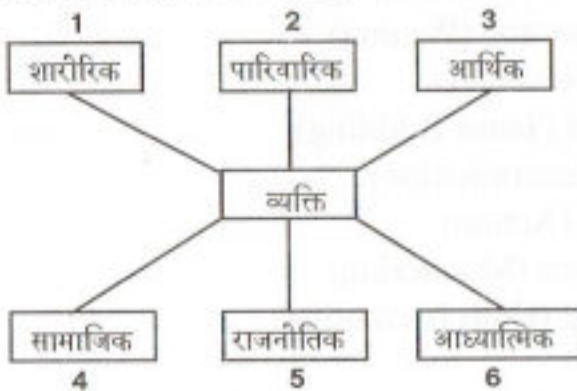 1 2 3
शारीरिक पारिवारिक आर्थिक
व्यक्ति
सामाजिक राजनीतिक आध्यात्मिक
4 5 6